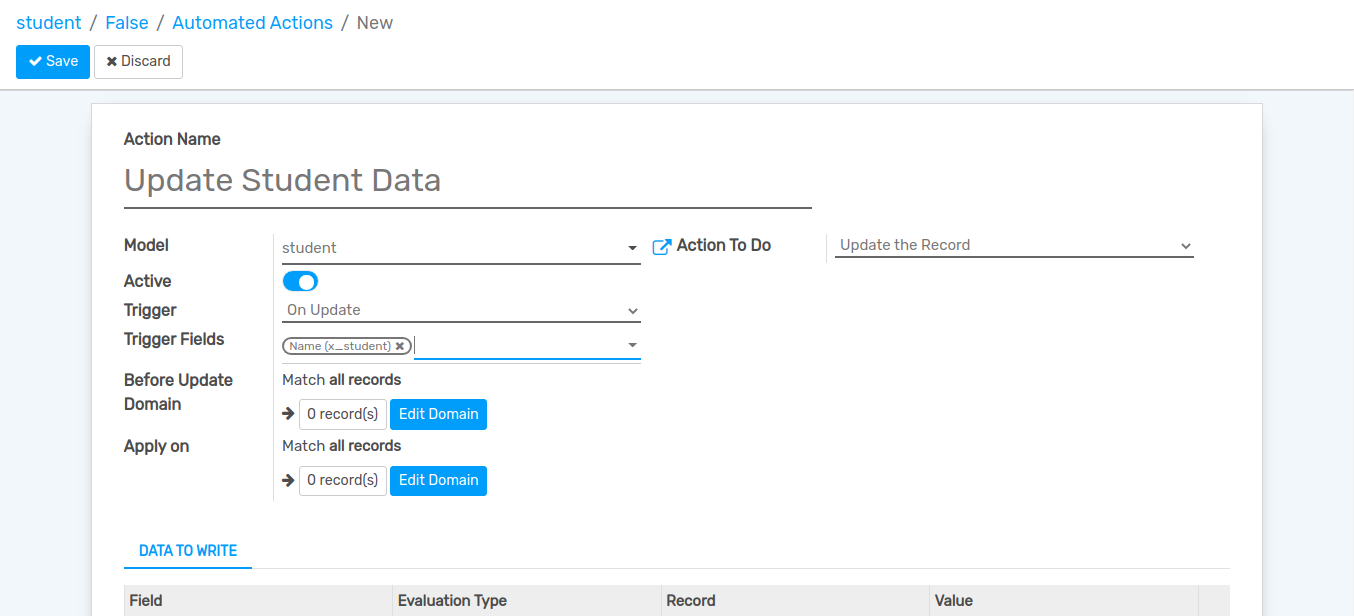 student / False / Automated Actions / New
Save Discard
Action Name
Update Student Data
Model student Action To Do Update the Record
Active
Trigger On Update
Trigger Fields Name (x_student)
Before Update Domain Match all records
0 record(s) Edit Domain
Apply on Match all records
0 record(s) Edit Domain
DATA TO WRITE
Field Evaluation Type Record Value